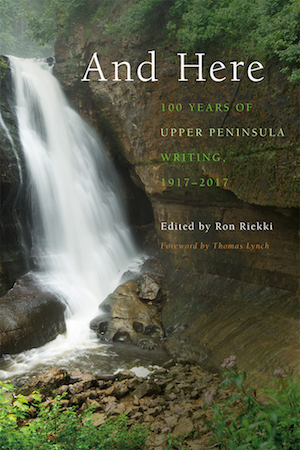 And Here
100 YEARS OF
UPPER PENINSULA
WRITING,
1917–2017
Edited by Ron Riekki
Foreword by Thomas Lynch